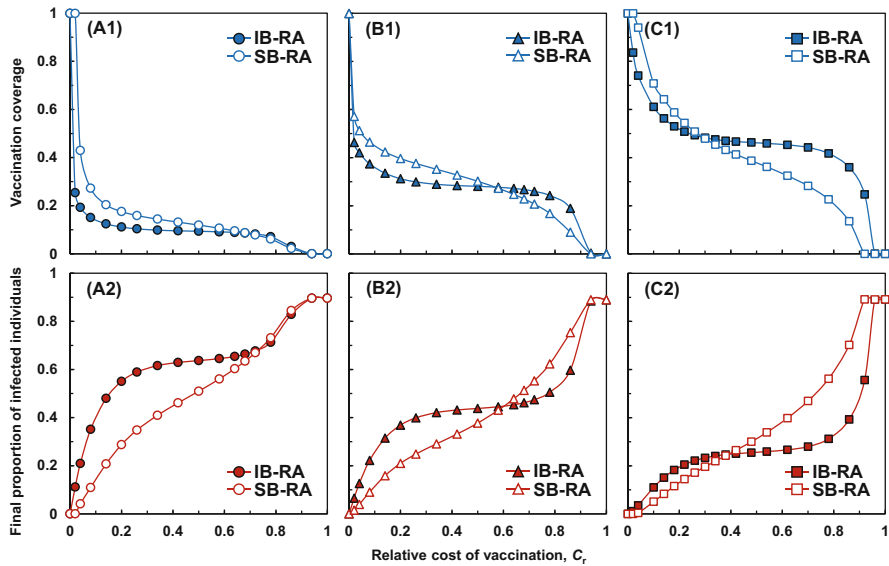 (A1)
IB-RA
SB-RA
(B1)
IB-RA
SB-RA
(C1)
IB-RA
SB-RA
Vaccination coverage
1
0.8
0.6
0.4
0.2
0
(A2)
IB-RA
SB-RA
(B2)
IB-RA
SB-RA
(C2)
IB-RA
SB-RA
Final proportion of infected individuals
1
0.8
0.6
0.4
0.2
0
0 0.2 0.4 0.6 0.8 1
0 0.2 0.4 0.6 0.8 1
0 0.2 0.4 0.6 0.8 1
Relative cost of vaccination, Cr